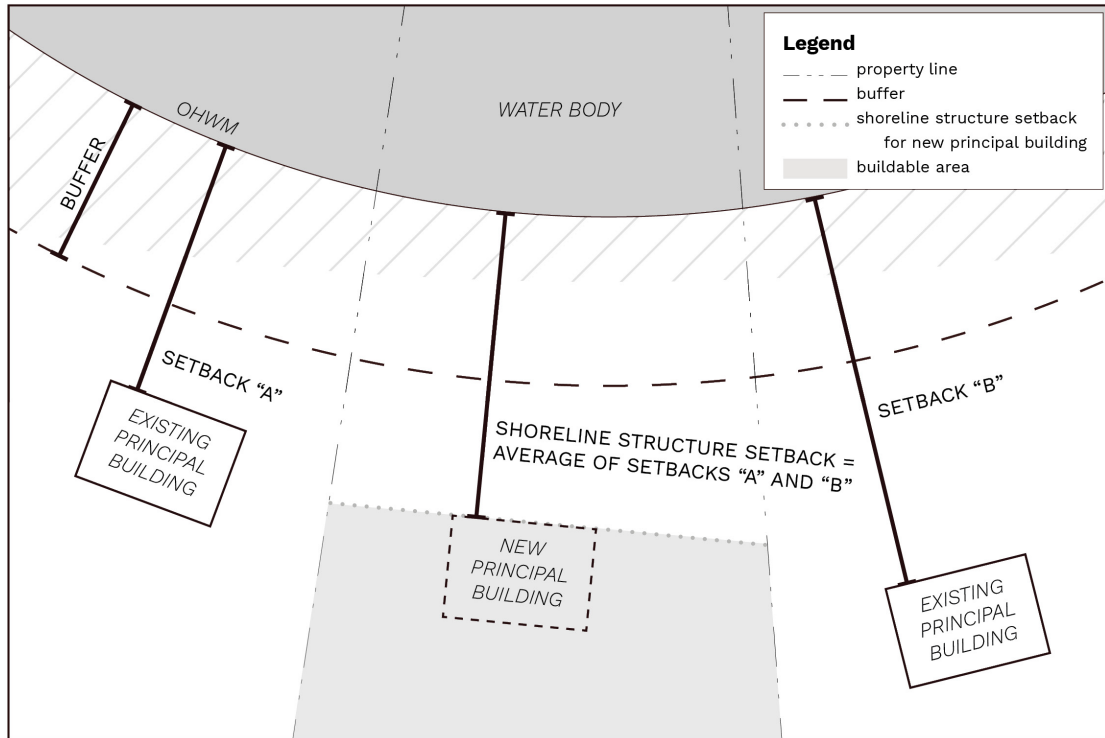 Legend
property line
buffer
shoreline structure setback
for new principal building
buildable area
WATER BODY
OHWM
BUFFER
SETBACK “A”
SETBACK “B”
SHORELINE STRUCTURE SETBACK =
AVERAGE OF SETBACKS “A” AND “B”
EXISTING
PRINCIPAL
BUILDING
NEW
PRINCIPAL
BUILDING
EXISTING
PRINCIPAL
BUILDING